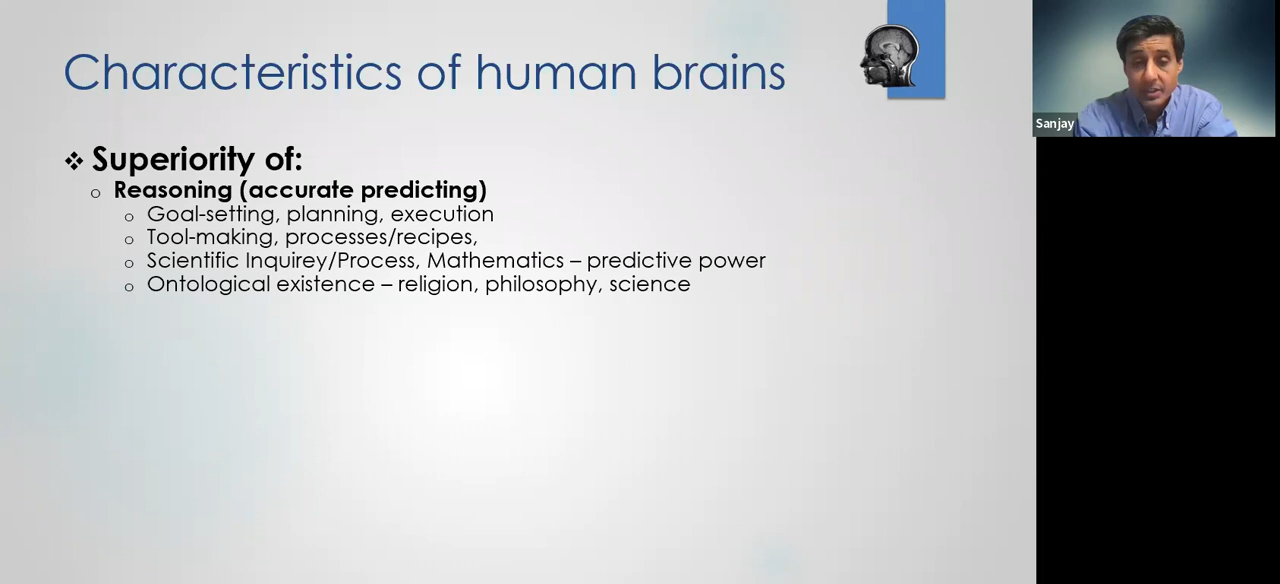 Characteristics of human brains
Sanjay
❖ Superiority of:
o Reasoning (accurate predicting)
o Goal-setting, planning, execution
o Tool-making, processes/recipes,
o Scientific Inquirey/Process, Mathematics – predictive power
o Ontological existence – religion, philosophy, science